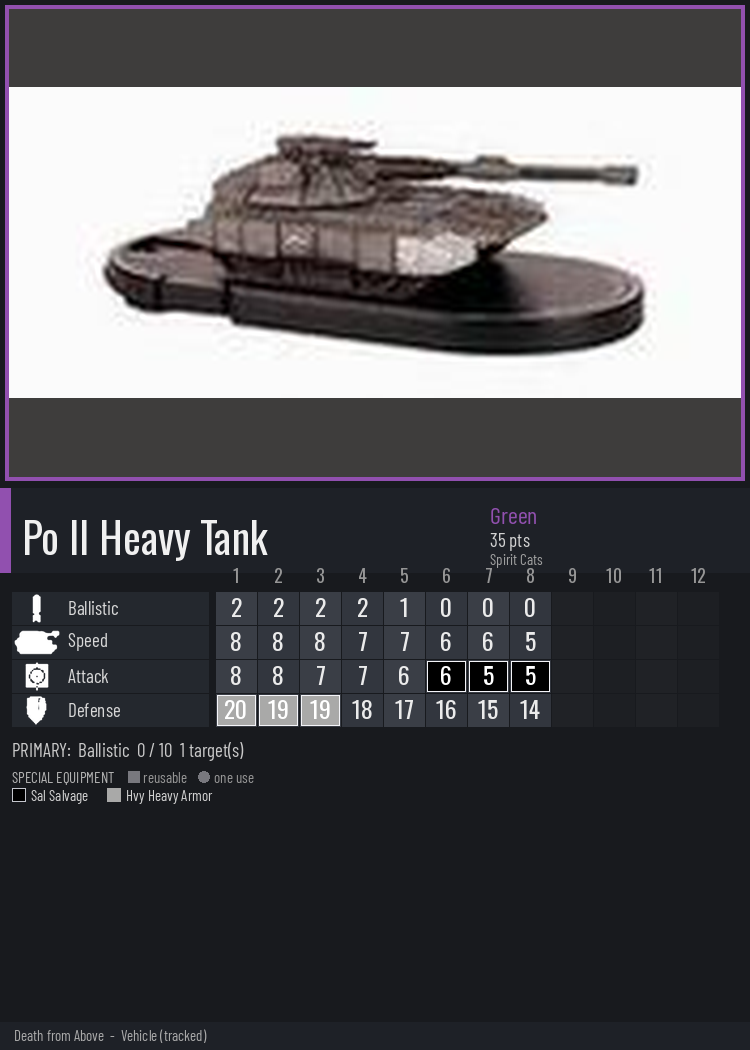 Po II Heavy Tank
Green
35 pts
Spirit Cats
1 2 3 4 5 6 7 8 9 10 11 12
Ballistic 2 2 2 2 1 0 0 0
Speed 8 8 8 7 7 6 6 5
Attack 8 8 7 7 6 6 5 5
Defense 20 19 19 18 17 16 15 14
PRIMARY: Ballistic 0 / 10 1 target(s)
SPECIAL EQUIPMENT reusable one use
Sal Salvage Hvy Heavy Armor
Death from Above - Vehicle (tracked)